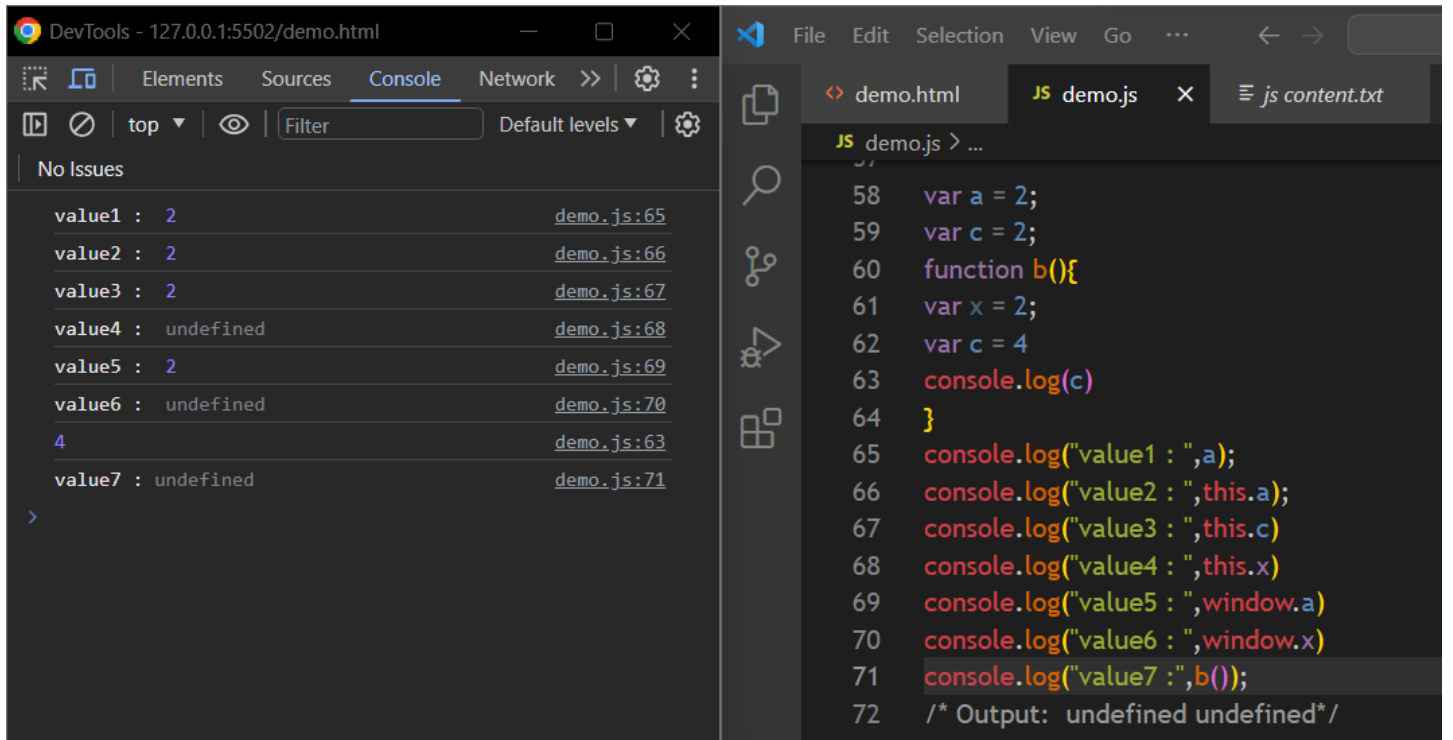 DevTools - 127.0.0.1:5502/demo.html
Elements Sources Console Network >>
top ▼ Filter Default levels ▼
No Issues
value1 : 2 demo.js:65
value2 : 2 demo.js:66
value3 : 2 demo.js:67
value4 : undefined demo.js:68
value5 : 2 demo.js:69
value6 : undefined demo.js:70
4 demo.js:63
value7 : undefined demo.js:71
>
File Edit Selection View Go ···
<> demo.html JS demo.js × js content.txt
JS demo.js > ...
57
58 var a = 2;
59 var c = 2;
60 function b(){
61 var x = 2;
62 var c = 4
63 console.log(c)
64 }
65 console.log("value1 : ",a);
66 console.log("value2 : ",this.a);
67 console.log("value3 : ",this.c)
68 console.log("value4 : ",this.x)
69 console.log("value5 : ",window.a)
70 console.log("value6 : ",window.x)
71 console.log("value7 :",b());
72 /* Output:  undefined undefined*/